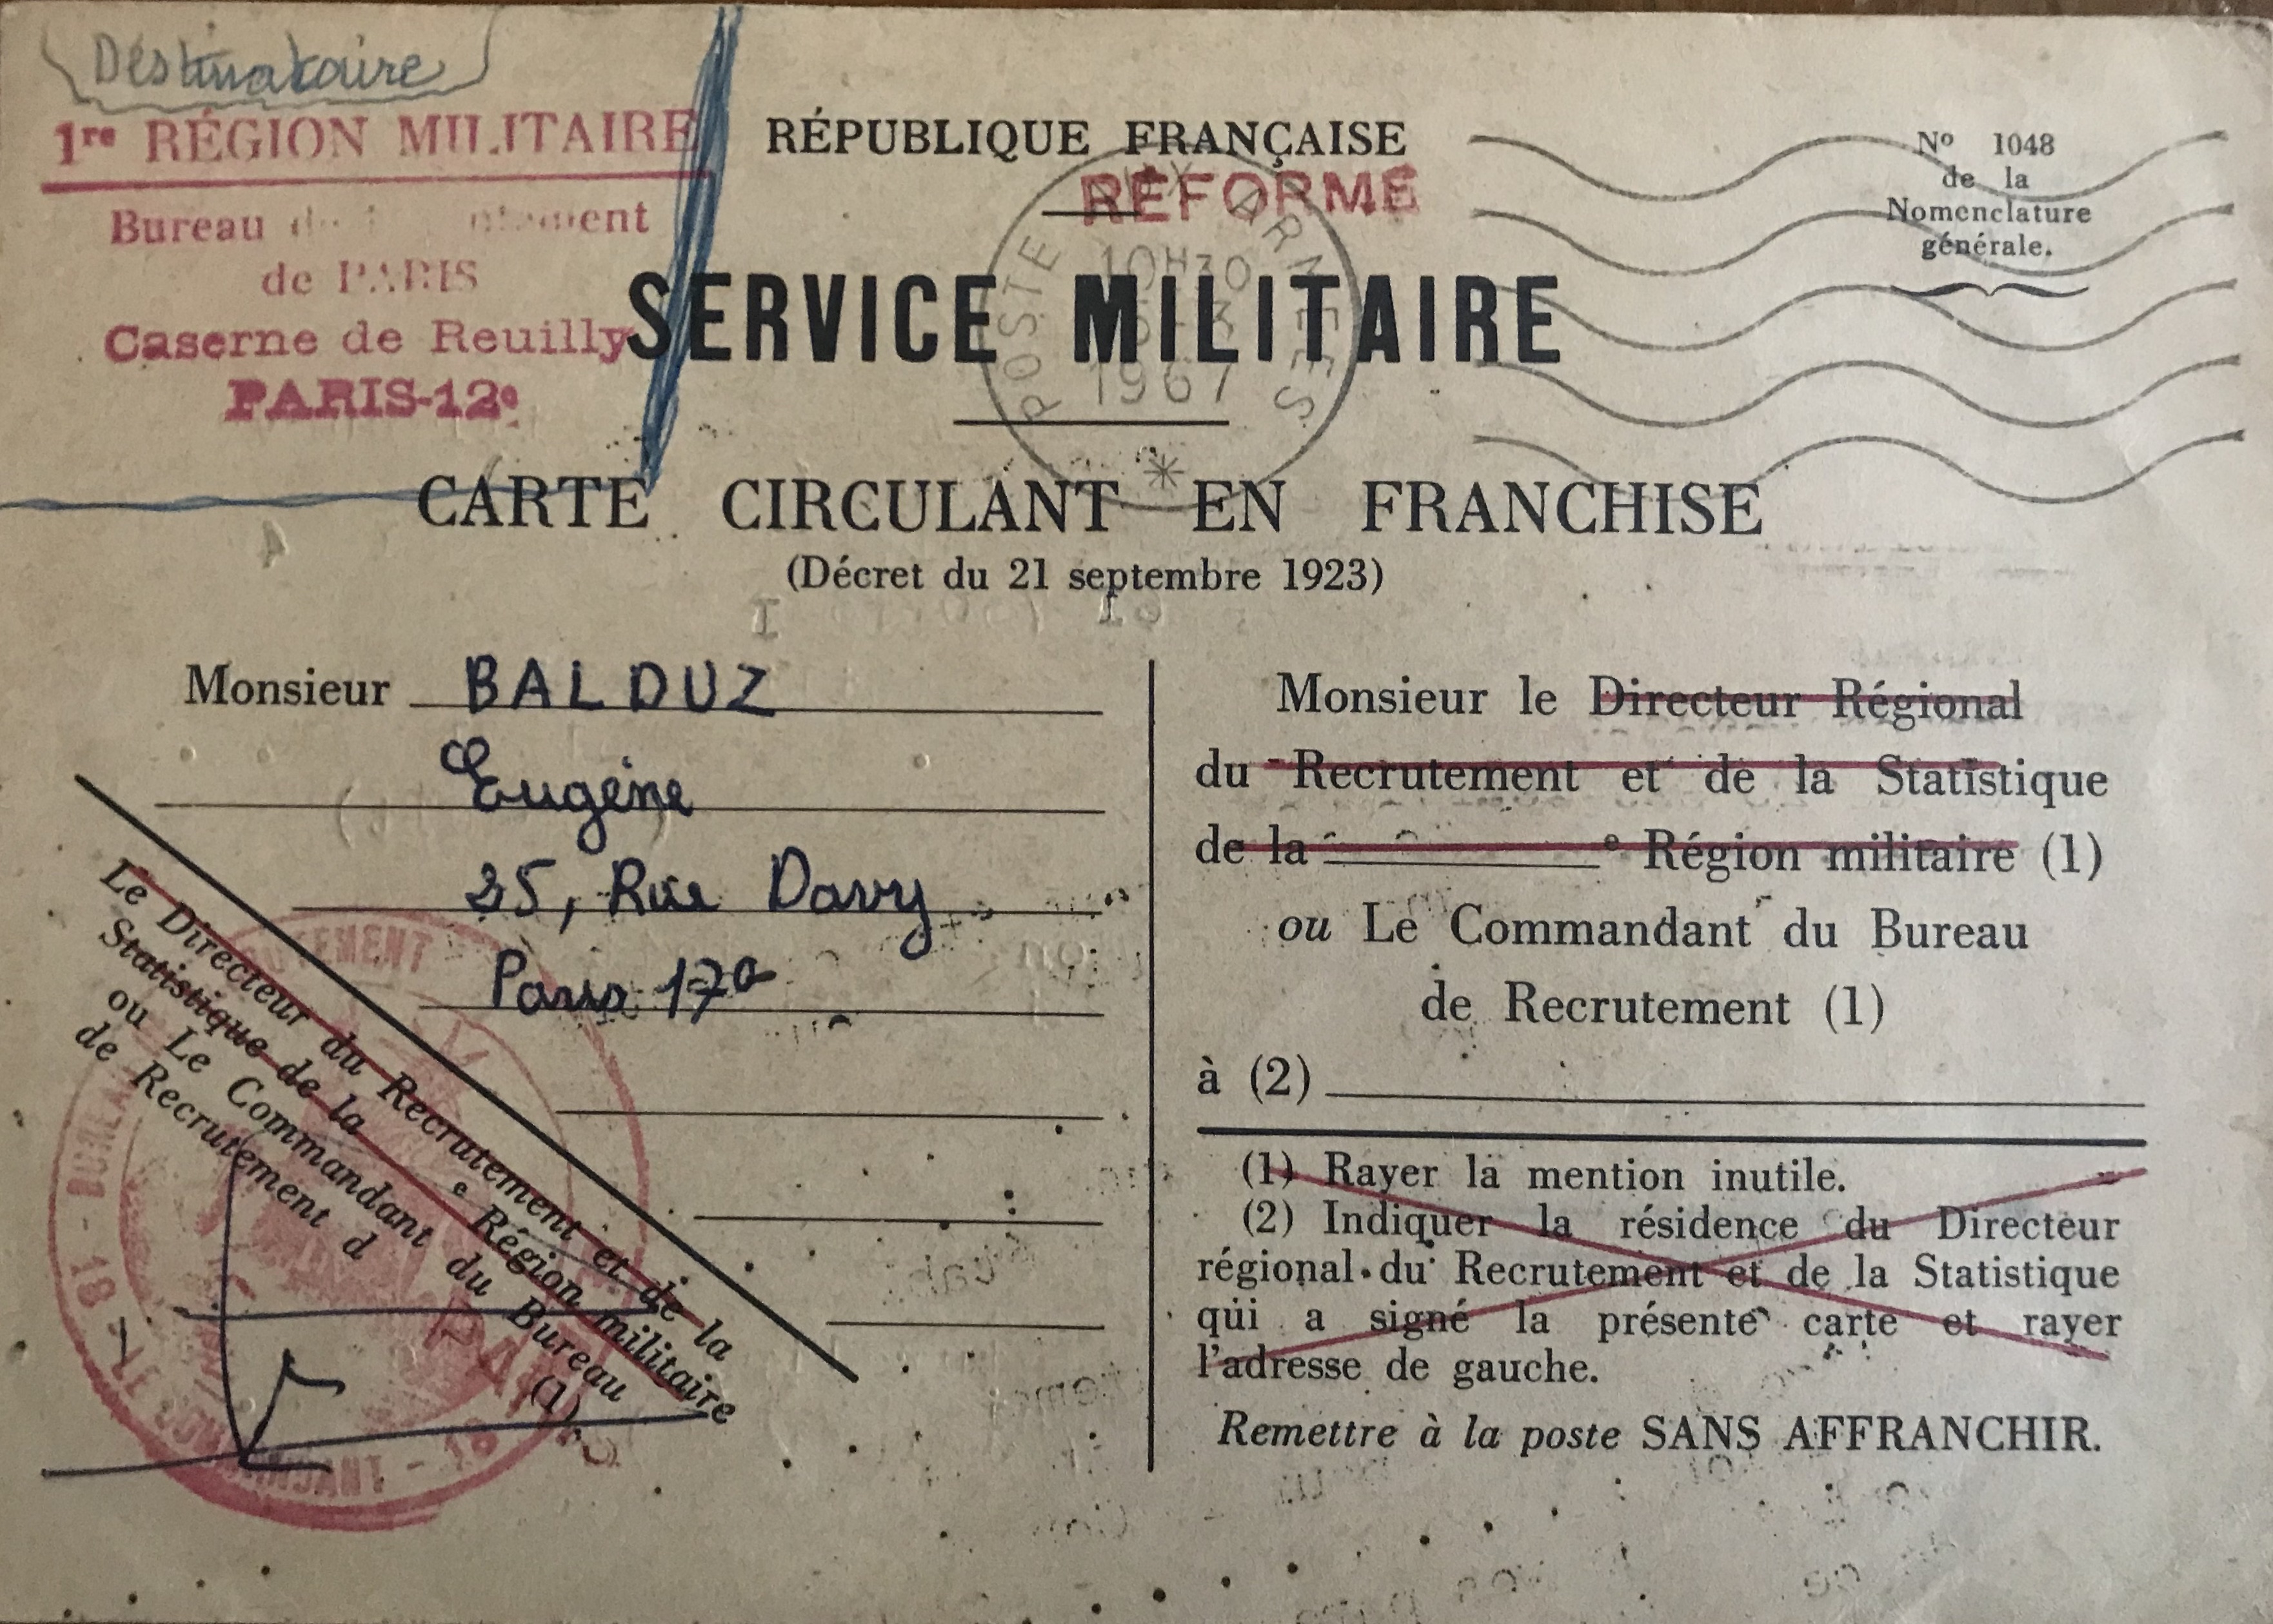 Destinataire
1re RÉGION MILITAIRE
Bureau
de PARIS
Caserne de Reuilly
PARIS-12e
RÉPUBLIQUE FRANÇAISE
RÉFORME
POSTE AUX ARMÉES
10H30
1967
SERVICE MILITAIRE
No 1048
de la
Nomenclature
générale.
CARTE CIRCULANT EN FRANCHISE
(Décret du 21 septembre 1923)
Monsieur BALDUZ
Eugène
25, Rue Davy
Paris 17e
Le Directeur du Recrutement et de la
Statistique de la e Région militaire
ou Le Commandant du Bureau
de Recrutement d (1)
PARIS
Monsieur le Directeur Régional
du Recrutement et de la Statistique
de la e Région militaire (1)
ou Le Commandant du Bureau
de Recrutement (1)
à (2)
(1) Rayer la mention inutile.
(2) Indiquer la résidence du Directeur
régional du Recrutement et de la Statistique
qui a signé la présente carte et rayer
l'adresse de gauche.
Remettre à la poste SANS AFFRANCHIR.